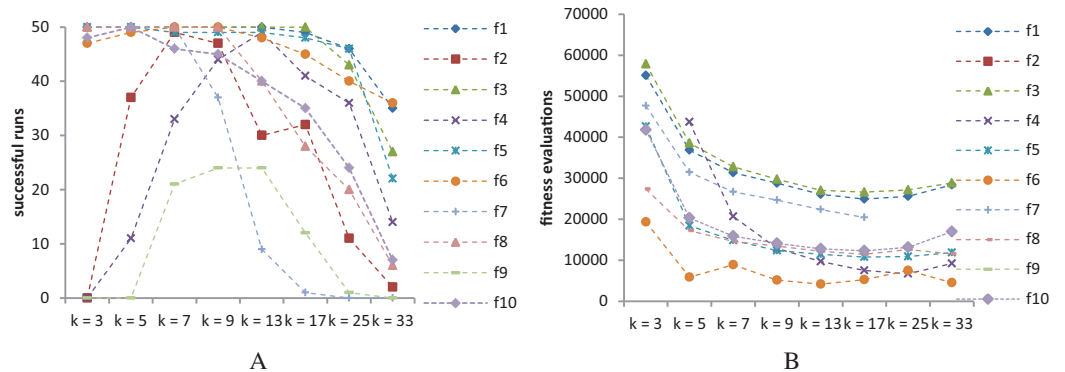 successful runs
50
40
30
20
10
0
k = 3 k = 5 k = 7 k = 9 k = 13 k = 17 k = 25 k = 33
f1
f2
f3
f4
f5
f6
f7
f8
f9
f10
A
fitness evaluations
70000
60000
50000
40000
30000
20000
10000
0
k = 3 k = 5 k = 7 k = 9 k = 13 k = 17 k = 25 k = 33
f1
f2
f3
f4
f5
f6
f7
f8
f9
f10
B